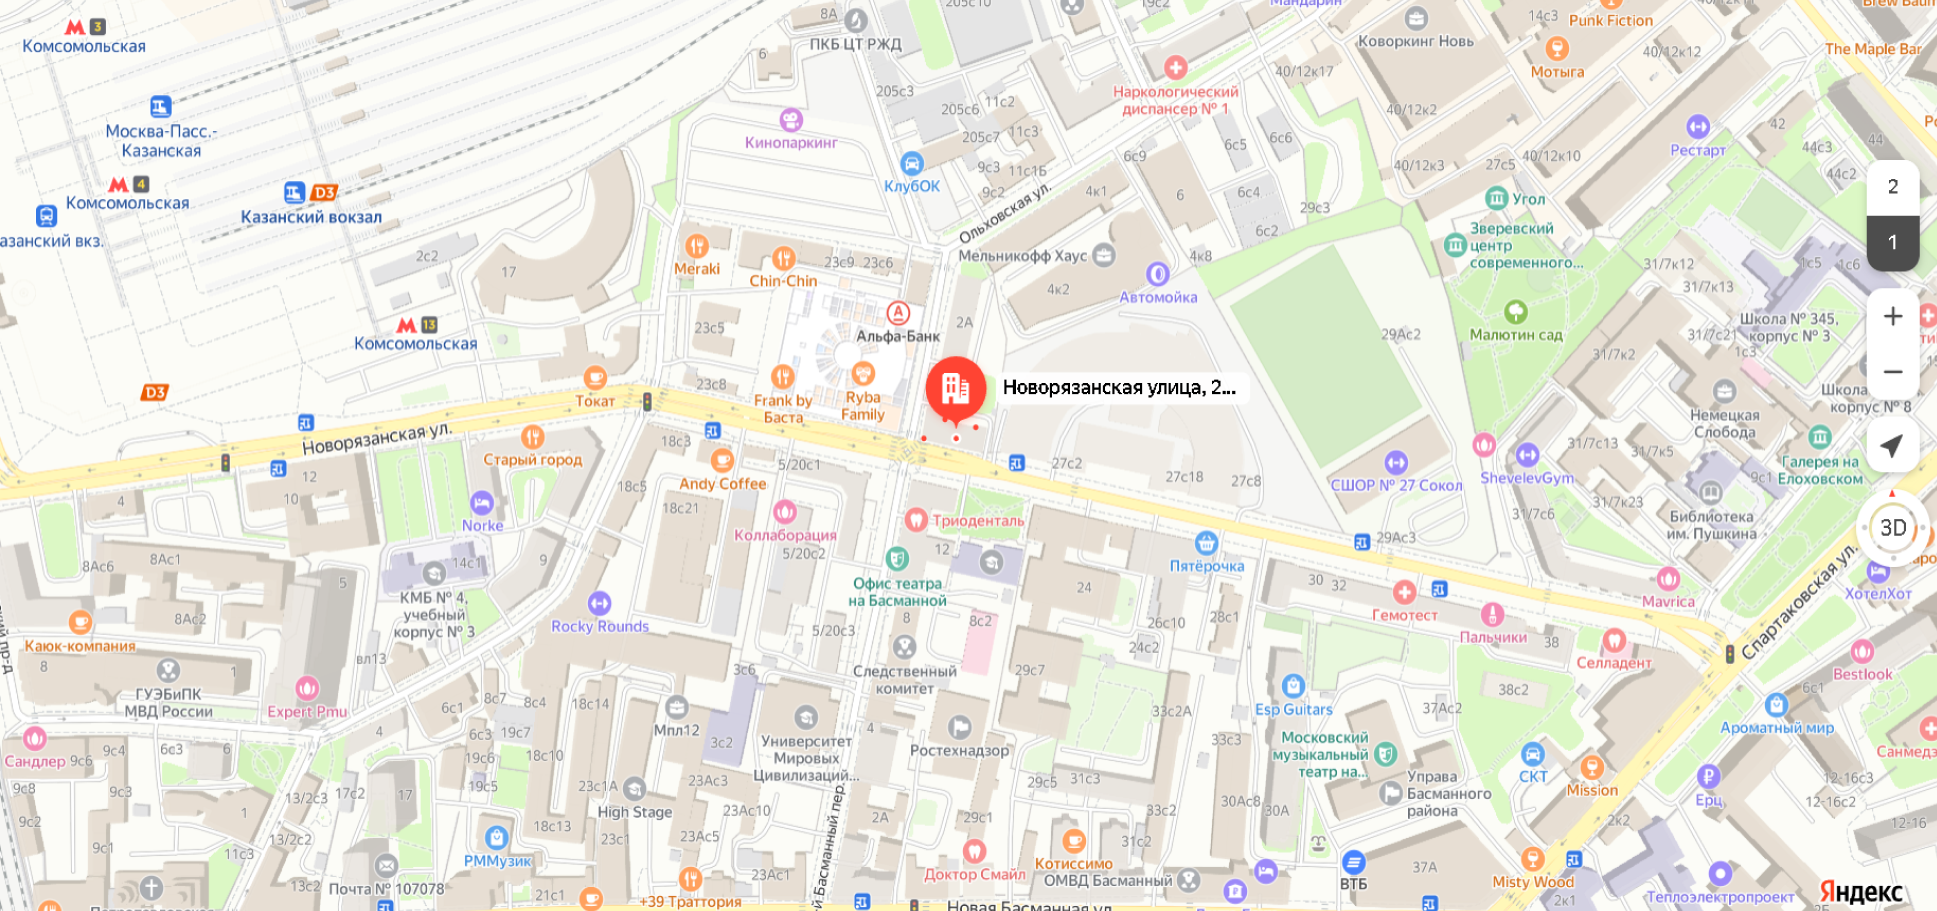 3
Комсомольская
Москва-Пасс.-
Казанская
4
Комсомольская
D3
Казанский вокзал
азанский вкз.
8А
ПКБ ЦТ РЖД
205с10
19с2
Мандарин
Коворкинг Новь
14с3
Punk Fiction
Мотыга
40/12к12
The Maple Bar
6
205с3
205с6
11с2
Наркологический
диспансер № 1
40/12к17
40/12к2
Кинопаркинг
КлубОК
205с7
11с3
9с3
11с1Б
9с2
6с9
6с5
6с6
40/12к3
27с5
40/12к10
Рестарт
42
44
44с3
44с2
Ольховская ул.
4к1
6
6с4
29с3
6с2
Угол
Зверевский
центр
современного...
2
1
2с2
17
Meraki
Chin-Chin
23с9
23с6
Мельникофф Хаус
4к8
4к2
Автомойка
31/7к12
31/7к13
1с5
1с6
13
Комсомольская
23с5
Альфа-Банк
2А
29Ас2
Малютин сад
31/7с21
Школа № 345,
корпус № 3
1с3
31/7к2
D3
Токат
23с8
Frank by
Баста
Ryba
Family
Новорязанская улица, 2...
Немецкая
Слобода
корпус № 8
Новорязанская ул.
Старый город
18с3
5/20с1
Andy Coffee
27с2
27с18
27с8
СШОР № 27 Сокол
ShevelevGym
31/7с13
31/7к5
9с1
Галерея на
Елоховском
12
10
4
18с5
18с21
Norke
Коллаборация
Триоденталь
31/7к23
31/7с6
Библиотека
им. Пушкина
3D
5/20с2
12
29Ас3
Пятёрочка
8Ас1
8Ас6
14с1
9
5
КМБ № 4,
учебный
корпус № 3
Офис театра
на Басманной
24
30
32
Гемотест
Mavrica
ХотелХот
Спартаковская ул.
8Ас2
Каюк-компания
8
Rocky Rounds
5/20с3
8
8с2
26с10
28с1
24с2
Пальчики
38
Селладент
вл13
1
ГУЭБиПК
МВД России
Expert Pmu
Следственный
комитет
29с7
3с6
38с2
Bestlook
4
6с1
8с7
8с4
18с14
Мпл12
33с2А
Esp Guitars
37Ас2
6с1
Ароматный мир
Сандлер
9с6
9с4
6с3
6
19с7
18с10
3с2
Университет
Мировых
Цивилизаций...
4
Ростехнадзор
33с3
Московский
музыкальный
театр на...
СКТ
Mission
Ерц
12-16с3
9с8
19с6
23с1А
23Ас3
29с5
31с3
Управа
Басманного
района
12-16с2
13/2с3
17с2
17
19с5
High Stage
23Ас10
2А
29с1
33с2
30Ас8
30А
9с2
13/2с2
18с13
23с1
23Ас5
31с2
2к2
12-16
9с1
11с3
РММузик
Доктор Смайл
Котиссимо
37А
Почта № 107078
21с1
+39 Траттория
ОМВД Басманный
ВТБ
Misty Wood
2к1
Теплоэлектропроект
Яндекс
Новая Басманная ул.